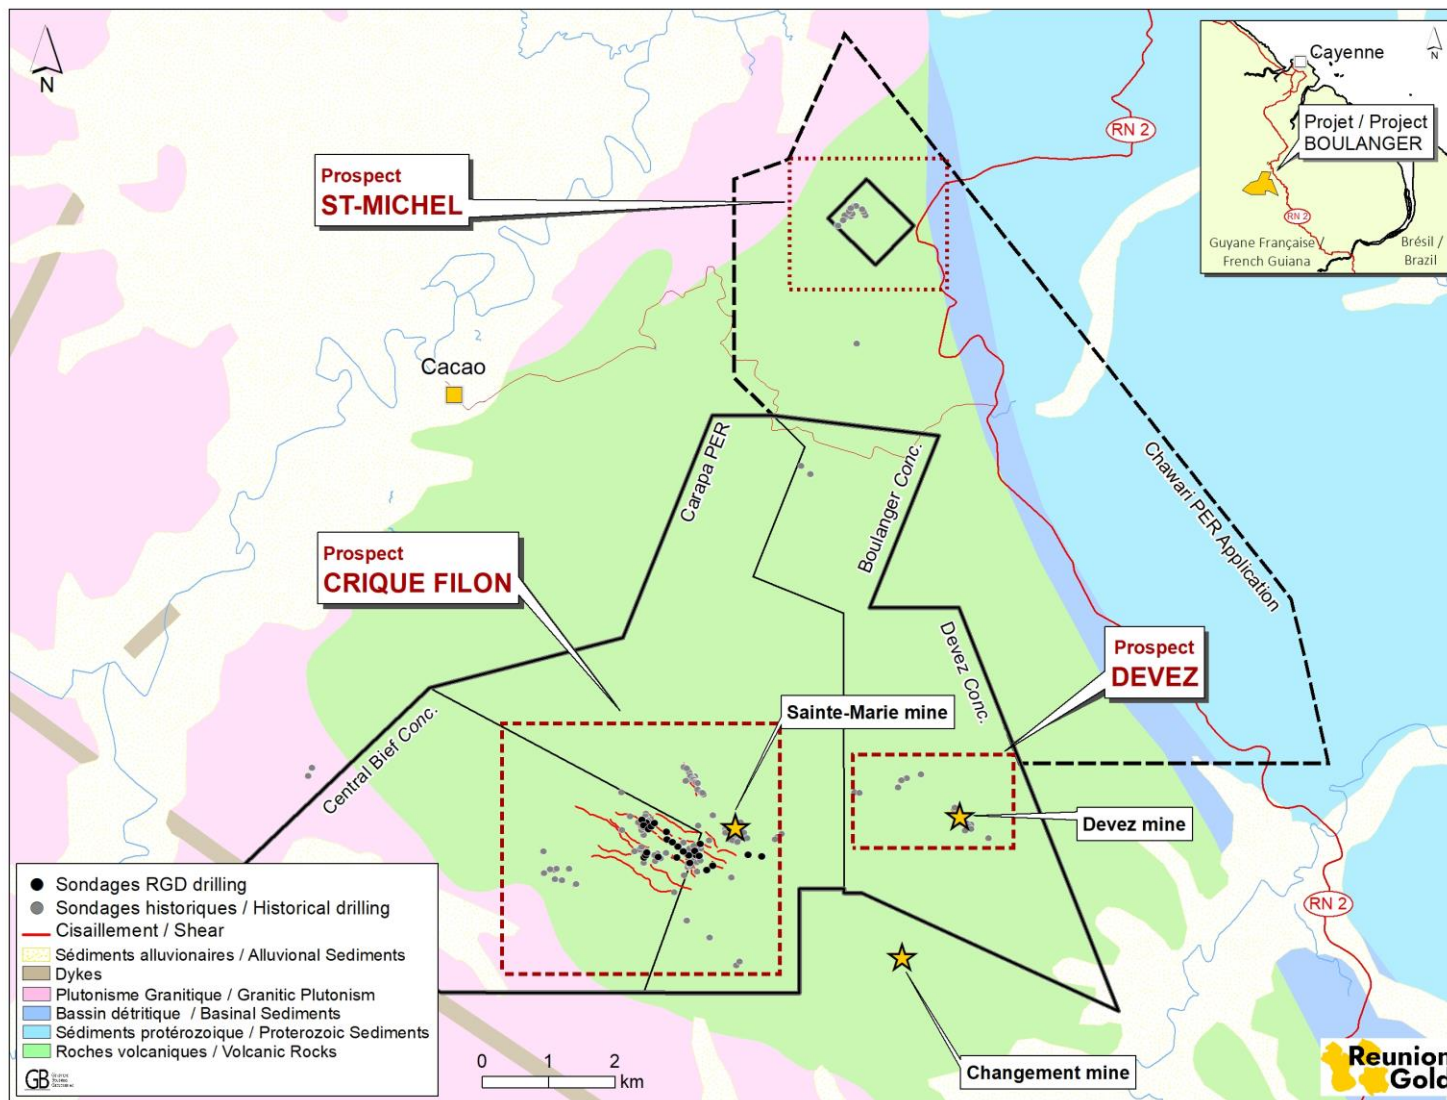 N
Prospect
ST-MICHEL
RN 2
Cayenne
N
Projet / Project
BOULANGER
RN 2
Guyane Française /
French Guiana
Brésil /
Brazil
Cacao
Carapa PER
Boulanger Conc.
Chawari PER Application
Prospect
CRIQUE FILON
Devez Conc.
Prospect
DEVEZ
Central Bief Conc.
Sainte-Marie mine
Devez mine
RN 2
Changement mine
Sondages RGD drilling
Sondages historiques / Historical drilling
Cisaillement / Shear
Sédiments alluvionaires / Alluvional Sediments
Dykes
Plutonisme Granitique / Granitic Plutonism
Bassin détritique / Basinal Sediments
Sédiments protérozoique / Proterozoic Sediments
Roches volcaniques / Volcanic Rocks
GB
0 1 2
km
Reunion
Gold